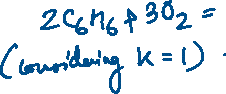 2C₆H₆+3O₂ =
(considering K=1).